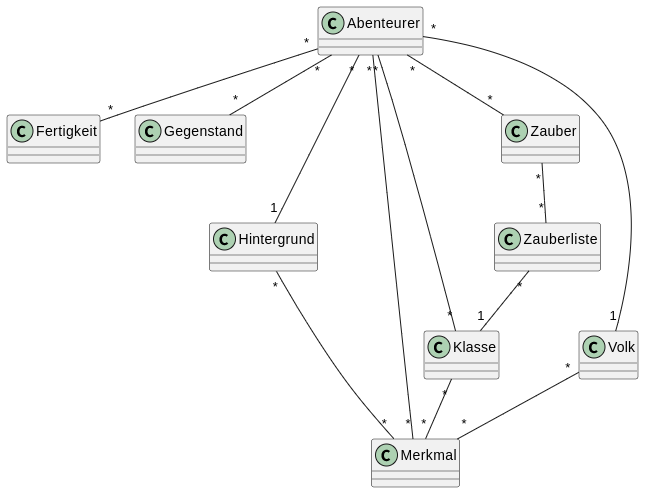 C Abenteurer
* *
* * ** *
* * *
C Fertigkeit
C Gegenstand
C Zauber
*
1 *
C Hintergrund
C Zauberliste
* *
* 1 1
C Klasse
C Volk
* *
* * * *
C Merkmal